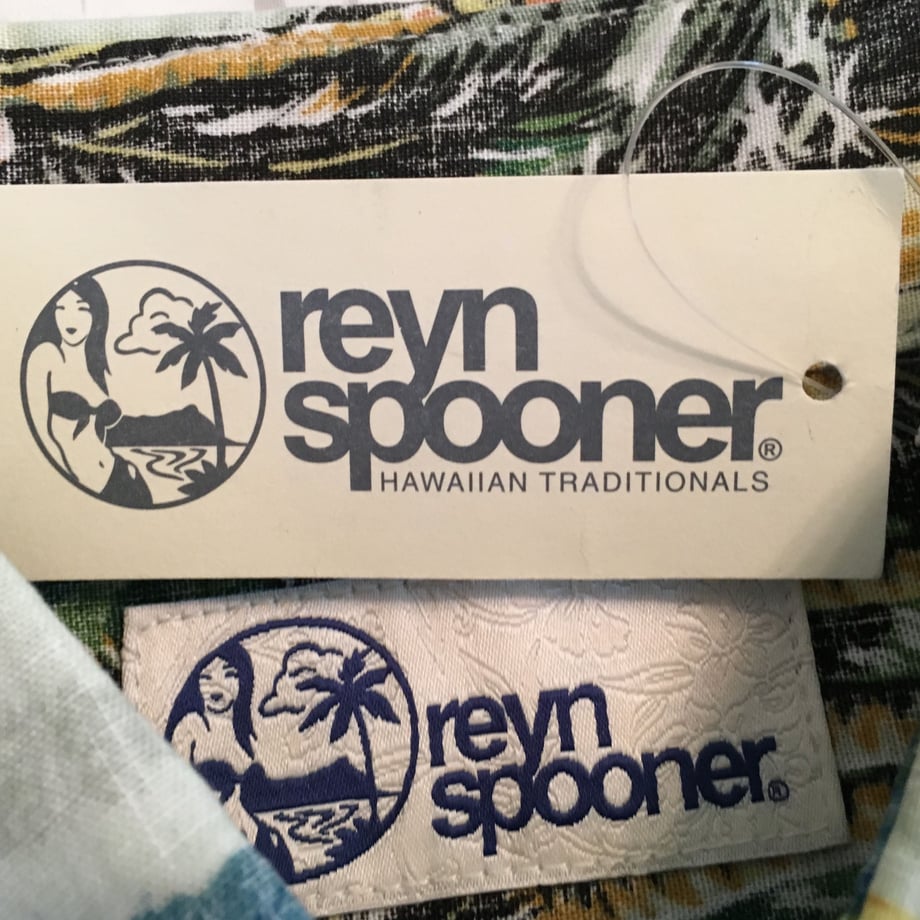 reyn
spooner®
HAWAIIAN TRADITIONALS
reyn
spooner®